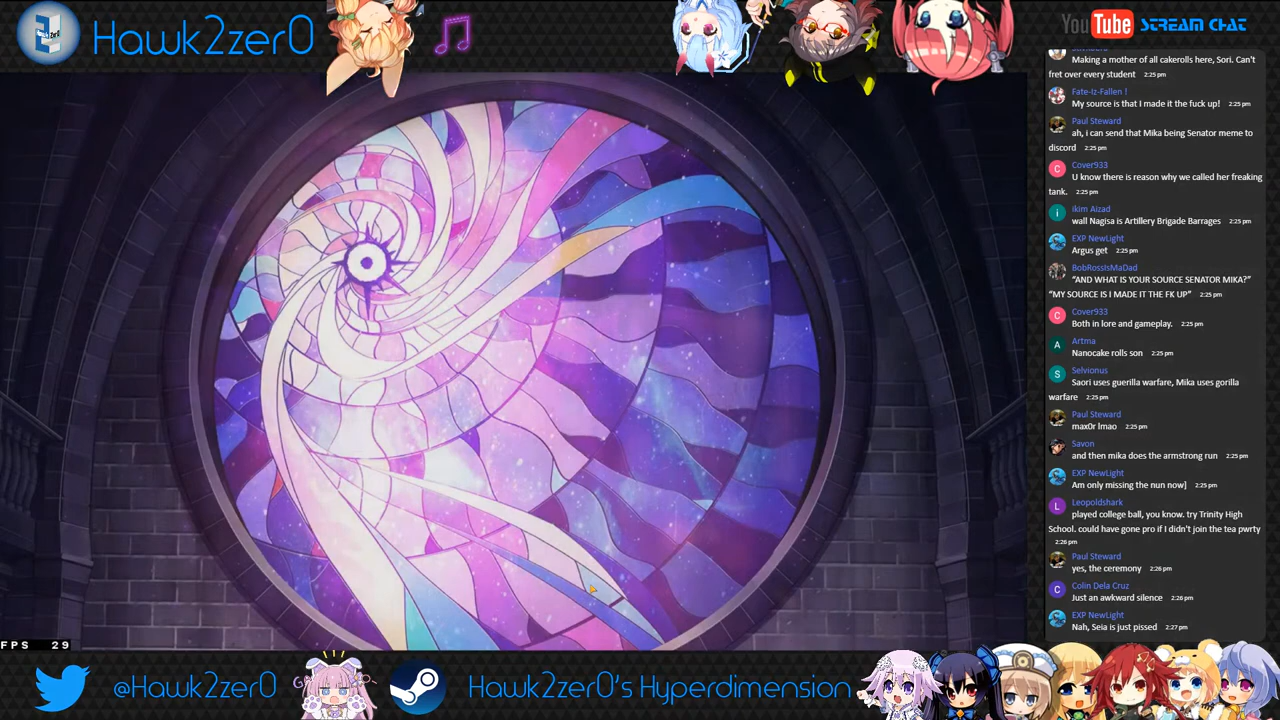 Hawk2zer0
You Tube STREAM CHAT
Making a mother of all cakerolls here, Sori. Can't
fret over every student 2:25 pm
Fate-Iz-Fallen !
My source is that I made it the fuck up! 2:25 pm
Paul Steward
ah, i can send that Mika being Senator meme to
discord 2:25 pm
Cover933
U know there is reason why we called her freaking
tank. 2:25 pm
ikim Aizad
wall Nagisa is Artillery Brigade Barrages 2:25 pm
EXP NewLight
Argus get 2:25 pm
BobRossIsMaDad
"AND WHAT IS YOUR SOURCE SENATOR MIKA?"
"MY SOURCE IS I MADE IT THE FK UP" 2:25 pm
Cover933
Both in lore and gameplay. 2:25 pm
Artma
Nanocake rolls son 2:25 pm
Selvionus
Saori uses guerilla warfare, Mika uses gorilla
warfare 2:25 pm
Paul Steward
max0r lmao 2:25 pm
Savon
and then mika does the armstrong run 2:25 pm
EXP NewLight
Am only missing the nun now] 2:25 pm
Leopoldshark
played college ball, you know. try Trinity High
School. could have gone pro if I didn't join the tea pwrty
2:26 pm
Paul Steward
yes, the ceremony 2:26 pm
Colin Dela Cruz
Just an awkward silence 2:26 pm
EXP NewLight
Nah, Seia is just pissed 2:27 pm
FPS 29
@Hawk2zer0
Hawk2zer0's Hyperdimension